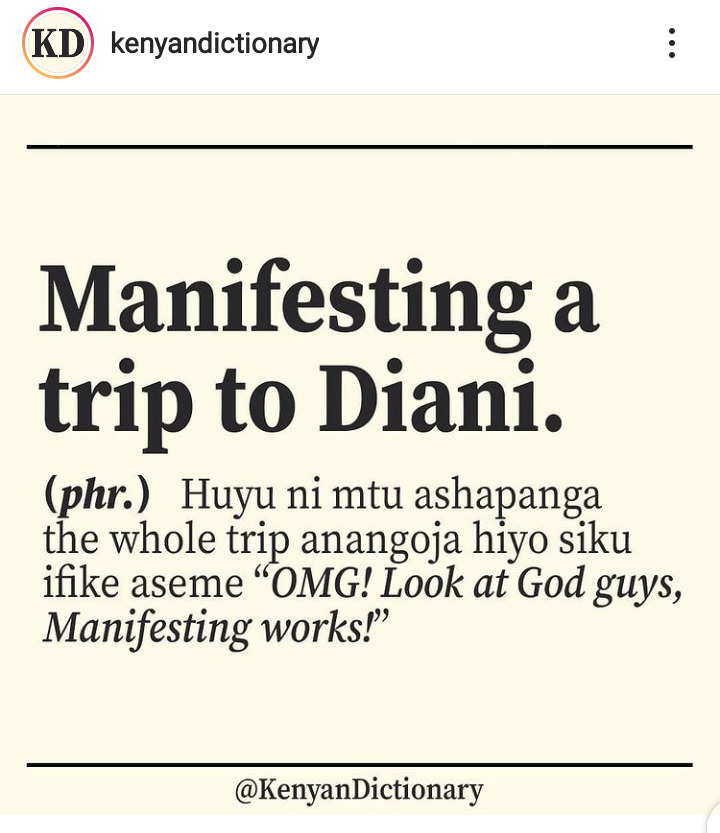 KD kenyandictionary
Manifesting a
trip to Diani.
(phr.) Huyu ni mtu ashapanga
the whole trip anangoja hiyo siku
ifike aseme “OMG! Look at God guys,
Manifesting works!”
@KenyanDictionary